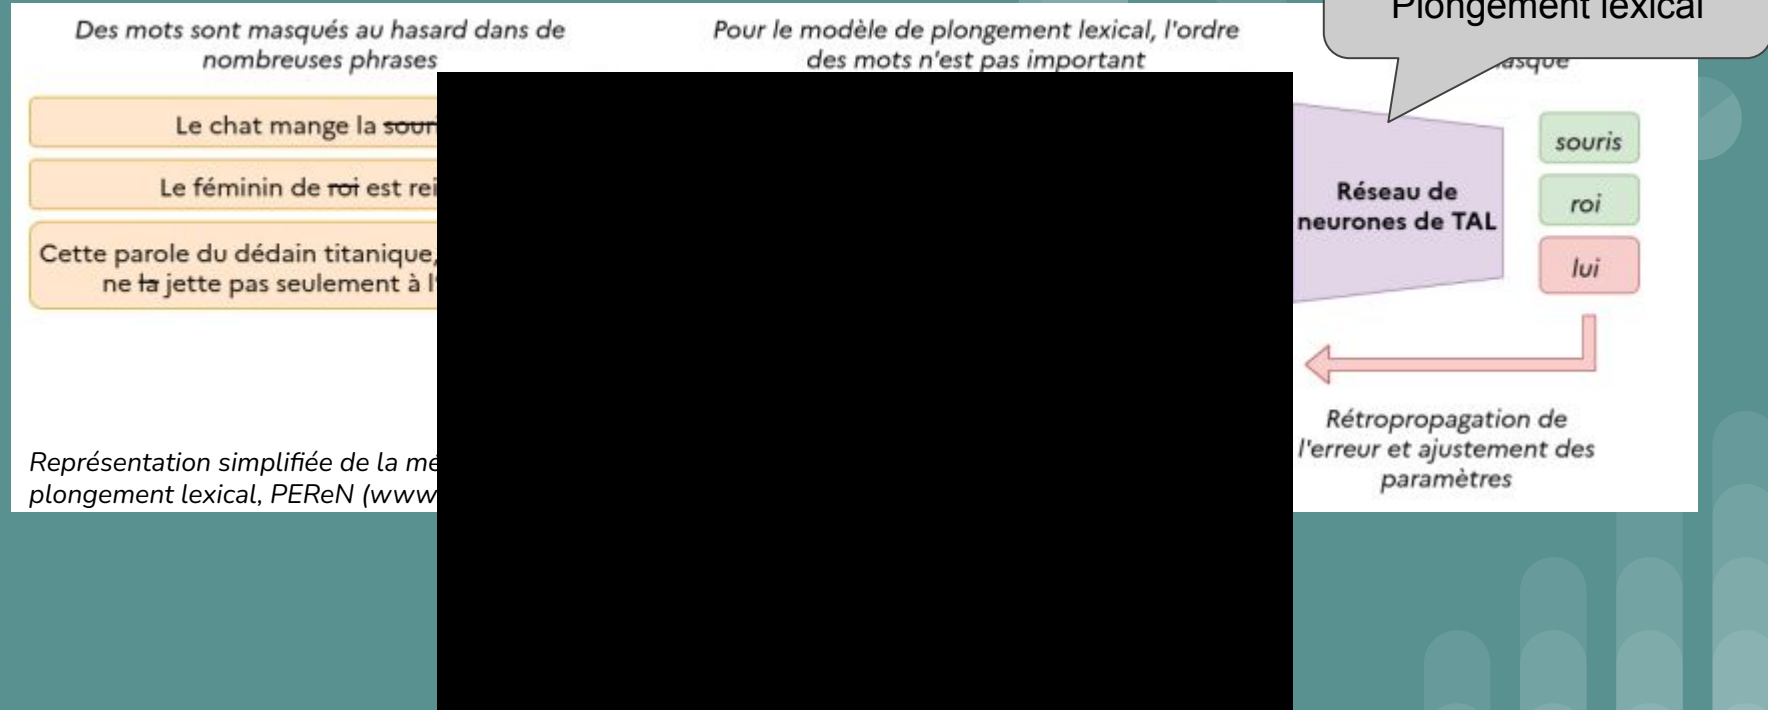 Plongement lexical
Des mots sont masqués au hasard dans de
nombreuses phrases
Pour le modèle de plongement lexical, l'ordre
des mots n'est pas important
Le chat mange la
Le féminin de roi est
Cette parole du dédain titanique,
ne la jette pas seulement à
Réseau de
neurones de TAL
souris
roi
lui
Rétropropagation de
l'erreur et ajustement des
paramètres
Représentation simplifiée de la
plongement lexical, PEReN (www